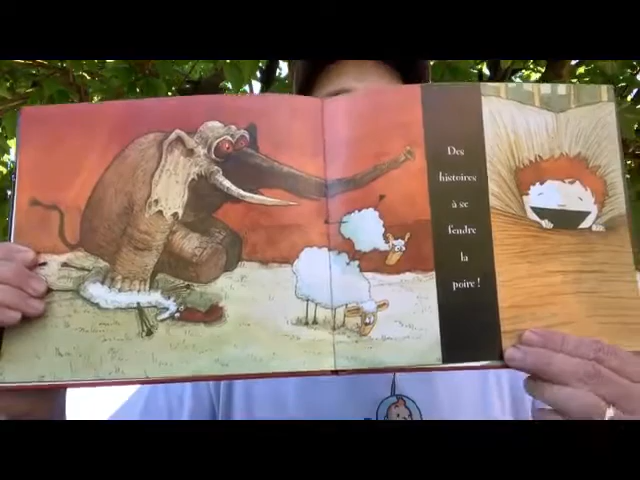 Des
histoires
à se
fendre
la
poire !